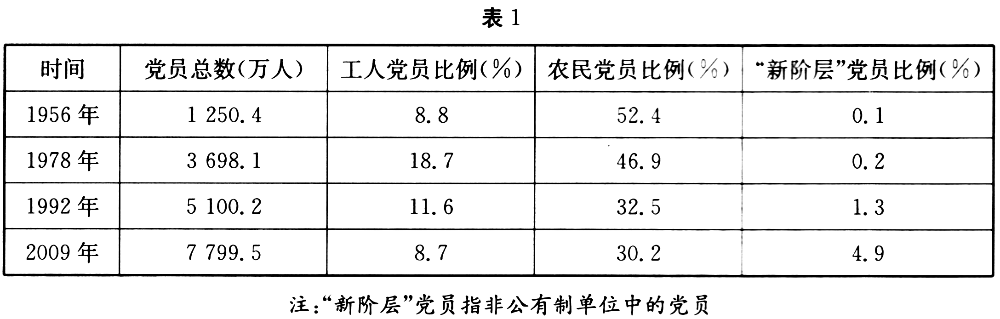 表 1
时间 党员总数(万人) 工人党员比例(%) 农民党员比例(%) “新阶层”党员比例(%)
1956 年 1 250.4 8.8 52.4 0.1
1978 年 3 698.1 18.7 46.9 0.2
1992 年 5 100.2 11.6 32.5 1.3
2009 年 7 799.5 8.7 30.2 4.9
注:“新阶层”党员指非公有制单位中的党员